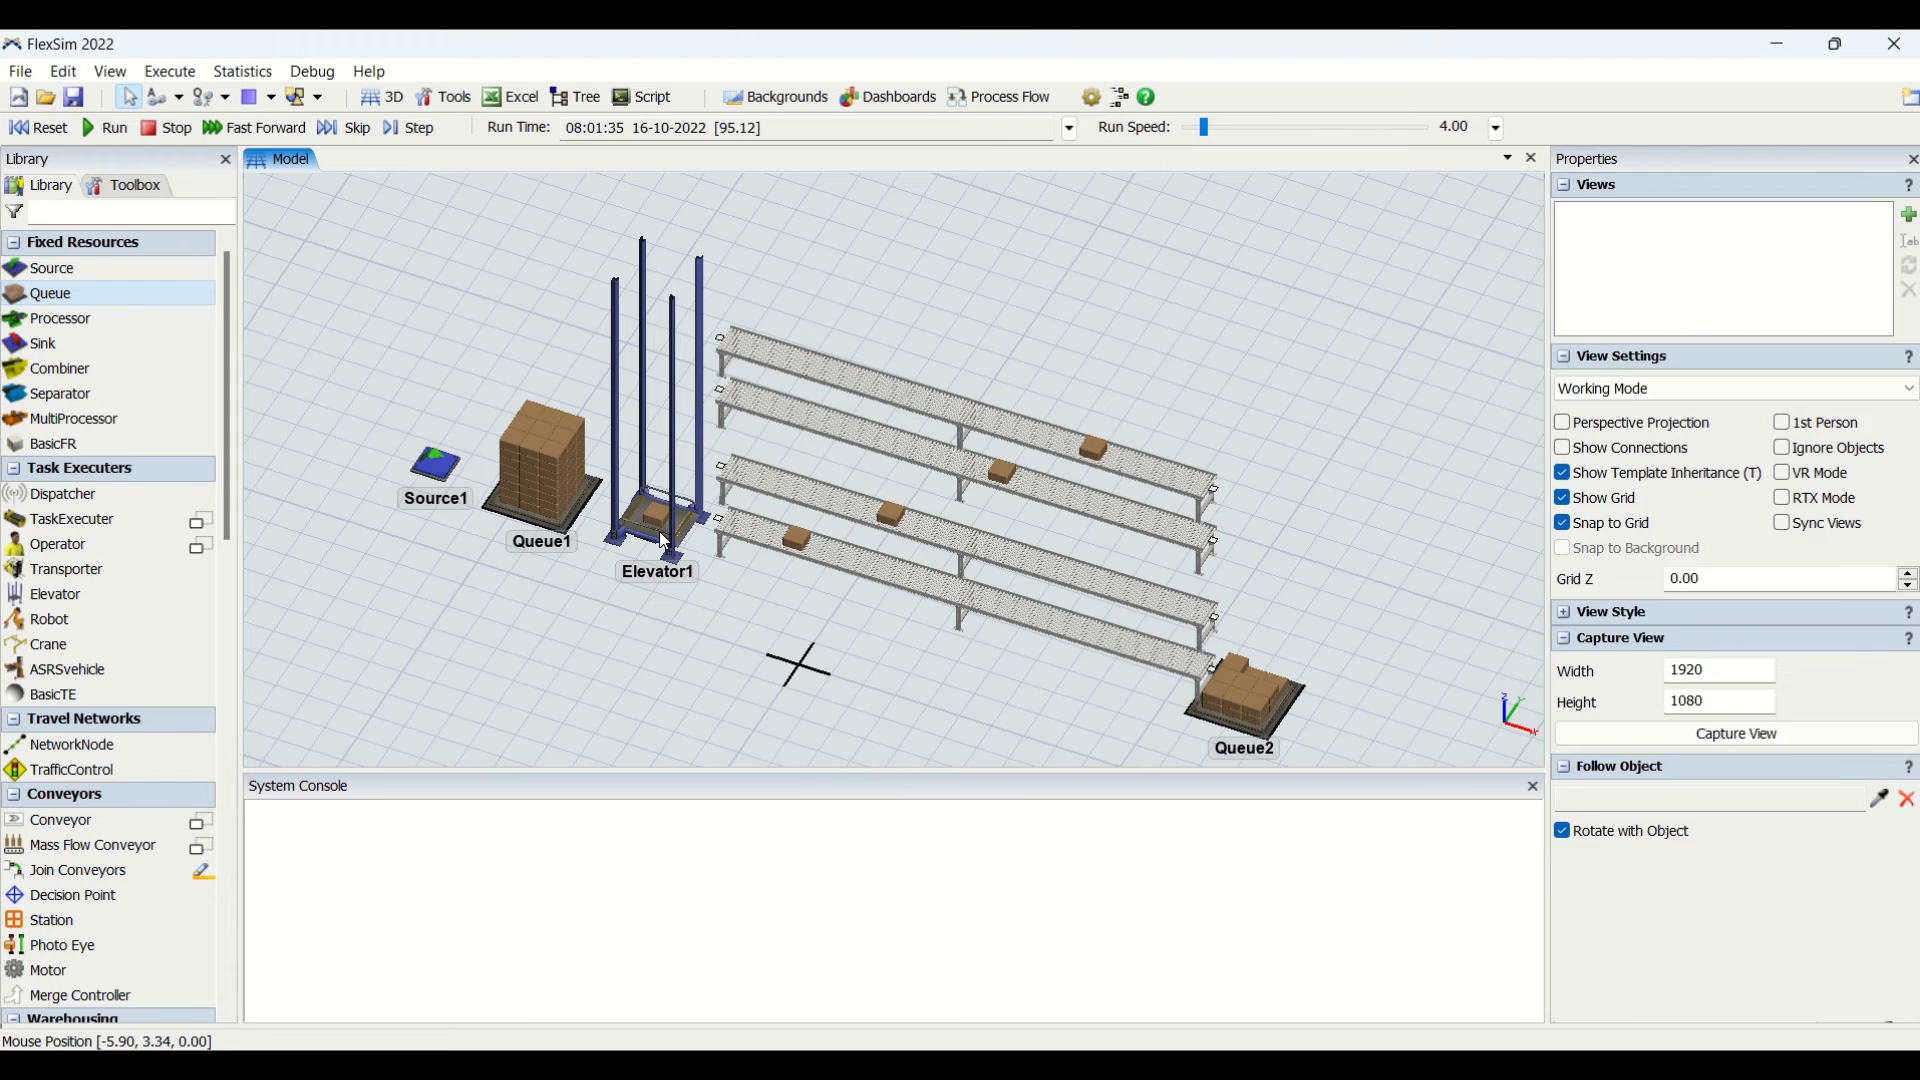 FlexSim 2022
File Edit View Execute Statistics Debug Help
3D Tools Excel Tree Script Backgrounds Dashboards Process Flow
Reset Run Stop Fast Forward Skip Step Run Time: 08:01:35 16-10-2022 [95.12] Run Speed: 4.00
Library
Library Toolbox
Fixed Resources
Source
Queue
Processor
Sink
Combiner
Separator
MultiProcessor
BasicFR
Task Executers
Dispatcher
TaskExecuter
Operator
Transporter
Elevator
Robot
Crane
ASRSvehicle
BasicTE
Travel Networks
NetworkNode
TrafficControl
Conveyors
Conveyor
Mass Flow Conveyor
Join Conveyors
Decision Point
Station
Photo Eye
Motor
Merge Controller
Warehousing
Model
Source1
Queue1
Elevator1
Queue2
System Console
Properties
Views
View Settings
Working Mode
Perspective Projection 1st Person
Show Connections Ignore Objects
Show Template Inheritance (T) VR Mode
Show Grid RTX Mode
Snap to Grid Sync Views
Snap to Background
Grid Z 0.00
View Style
Capture View
Width 1920
Height 1080
Capture View
Follow Object
Rotate with Object
Mouse Position [-5.90, 3.34, 0.00]